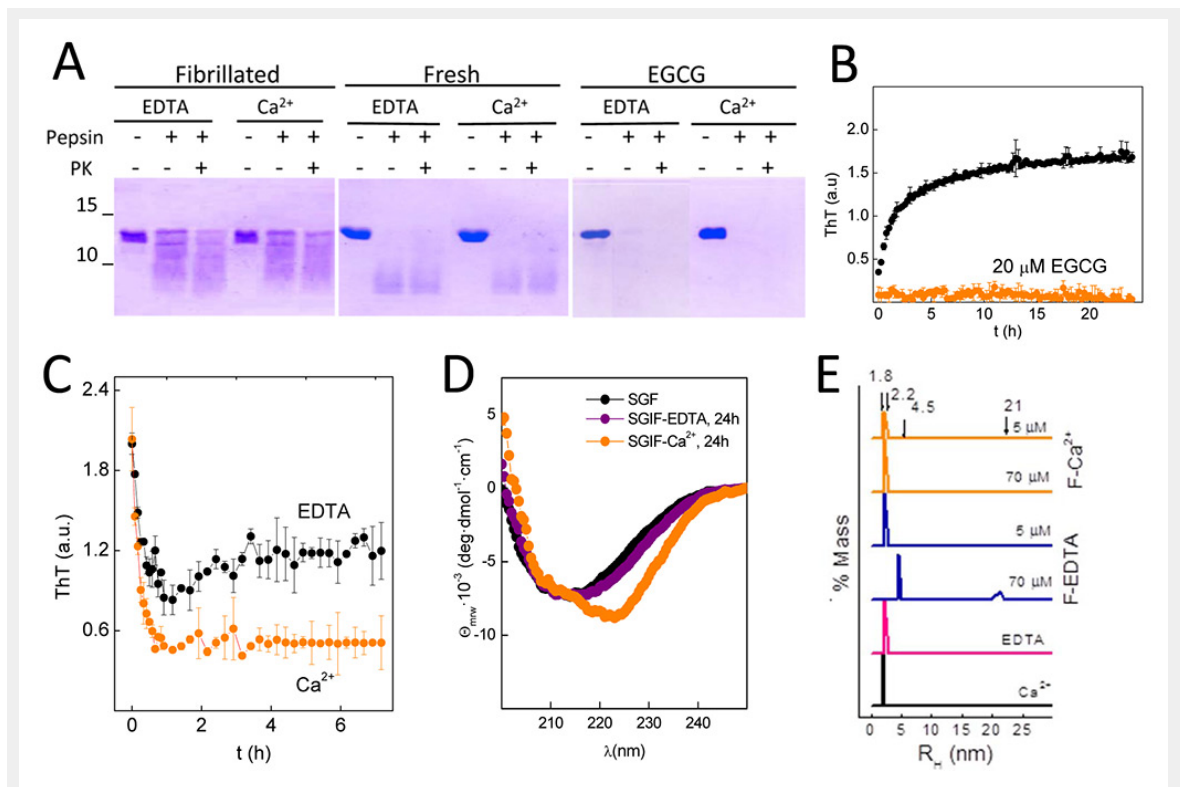 A
Fibrillated Fresh EGCG
EDTA Ca²⁺ EDTA Ca²⁺ EDTA Ca²⁺
Pepsin - + + - + + - + + - + + - + + - + +
PK - - + - - + - - + - - + - - + - - +
15
10
B
ThT (a.u)
2.0
1.5
1.0
0.5
20 μM EGCG
0 5 10 15 20
t (h)
C
ThT (a.u.)
2.4
1.8
1.2
0.6
EDTA
Ca²⁺
0 2 4 6
t (h)
D
Θmrw·10⁻³ (deg·dmol⁻¹·cm⁻¹)
5
0
-5
-10
SGF
SGIF-EDTA, 24h
SGIF-Ca²⁺, 24h
210 220 230 240
λ(nm)
E
% Mass
1.8
2.2
4.5
21
5 μM
70 μM
F-Ca²⁺
5 μM
70 μM
F-EDTA
EDTA
Ca²⁺
0 5 10 15 20 25
R_H (nm)